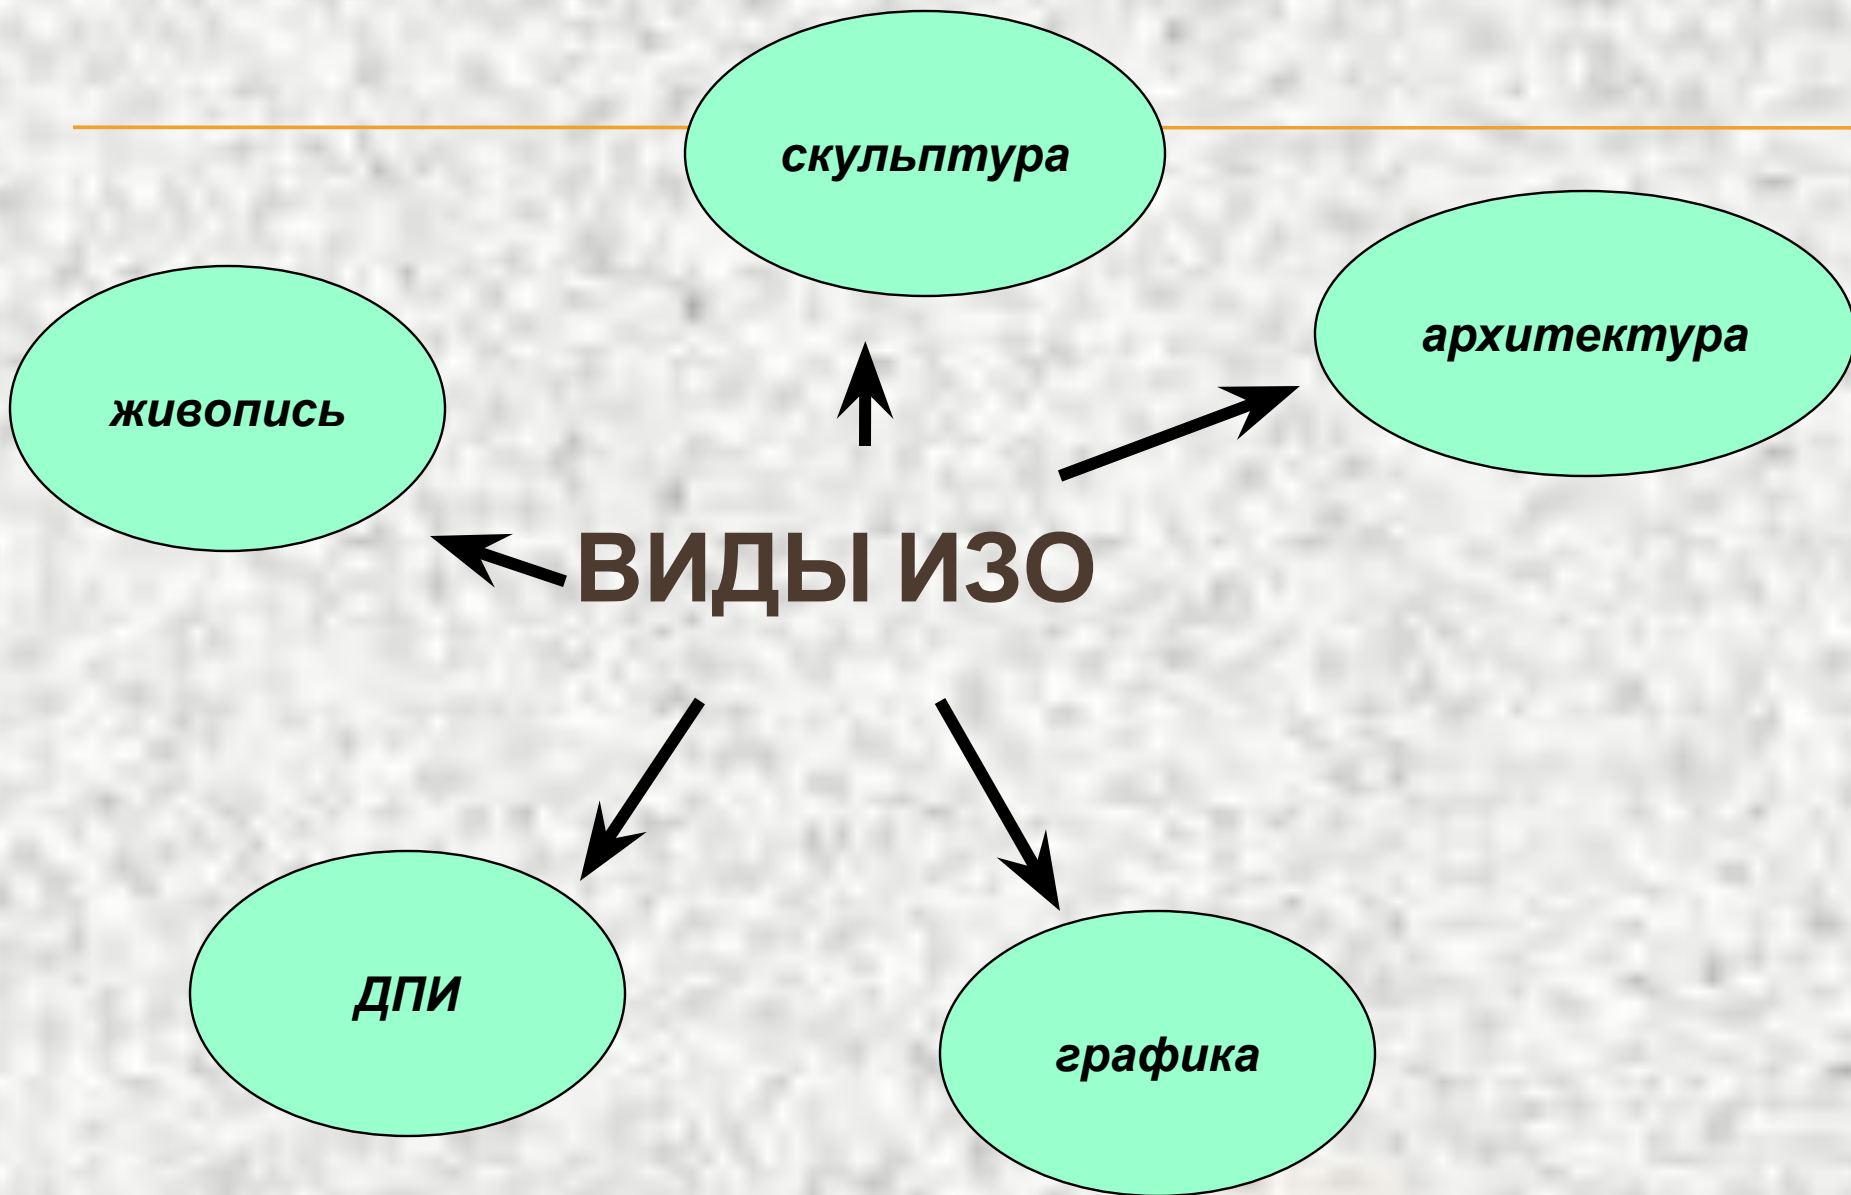 скульптура
архитектура
живопись
ВИДЫ ИЗО
ДПИ
графика